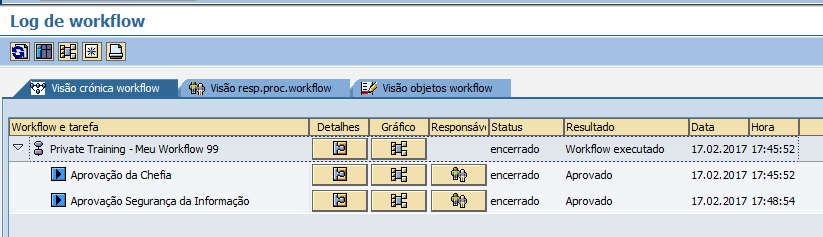 Log de workflow
Visão crónica workflow Visão resp.proc.workflow Visão objetos workflow
Workflow e tarefa Detalhes Gráfico Responsáv Status Resultado Data Hora
Private Training - Meu Workflow 99 encerrado Workflow executado 17.02.2017 17:45:52
Aprovação da Chefia encerrado Aprovado 17.02.2017 17:45:52
Aprovação Segurança da Informação encerrado Aprovado 17.02.2017 17:48:54